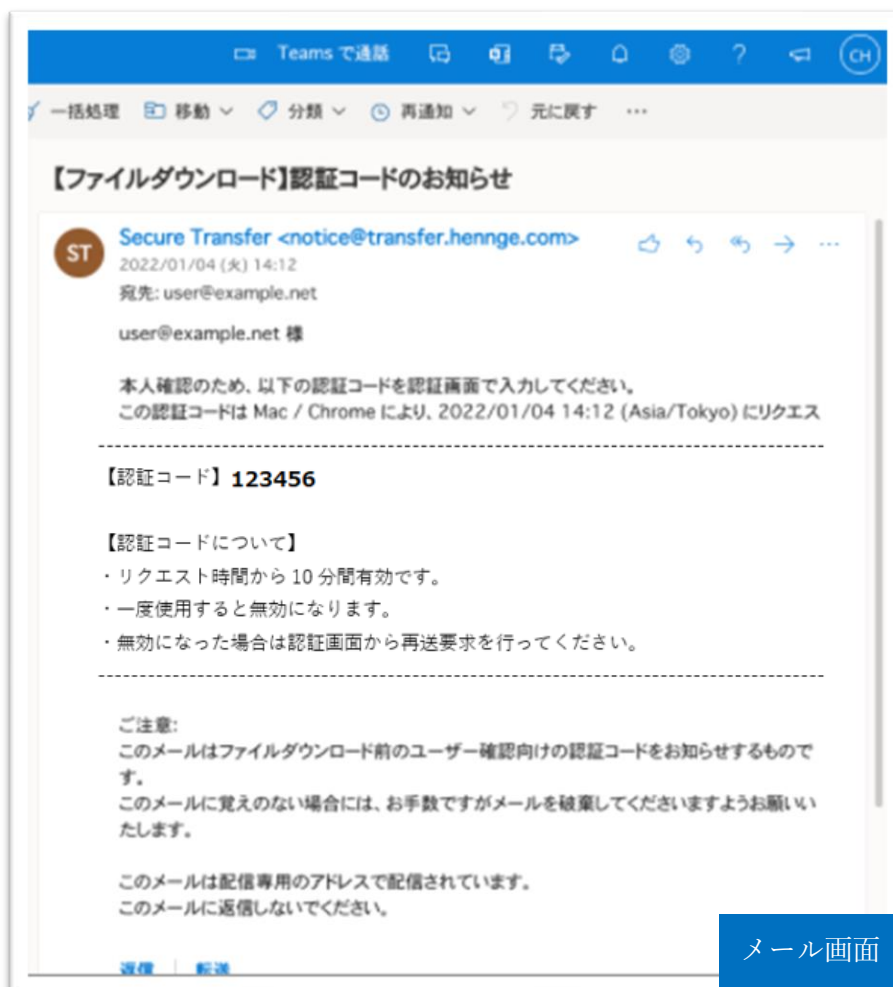 Teams で通話
?
CH
一括処理 移動 分類 再通知 元に戻す …
【ファイルダウンロード】認証コードのお知らせ
ST
Secure Transfer <notice@transfer.hennge.com>
2022/01/04 (火) 14:12
宛先: user@example.net
user@example.net 様
本人確認のため、以下の認証コードを認証画面で入力してください。
この認証コードは Mac / Chrome により、2022/01/04 14:12 (Asia/Tokyo) にリクエス
【認証コード】123456
【認証コードについて】
・リクエスト時間から 10 分間有効です。
・一度使用すると無効になります。
・無効になった場合は認証画面から再送要求を行ってください。
ご注意:
このメールはファイルダウンロード前のユーザー確認向けの認証コードをお知らせするもので
す。
このメールに覚えのない場合には、お手数ですがメールを破棄してくださいますようお願いい
たします。
このメールは配信専用のアドレスで配信されています。
このメールに返信しないでください。
返信 転送
メール画面